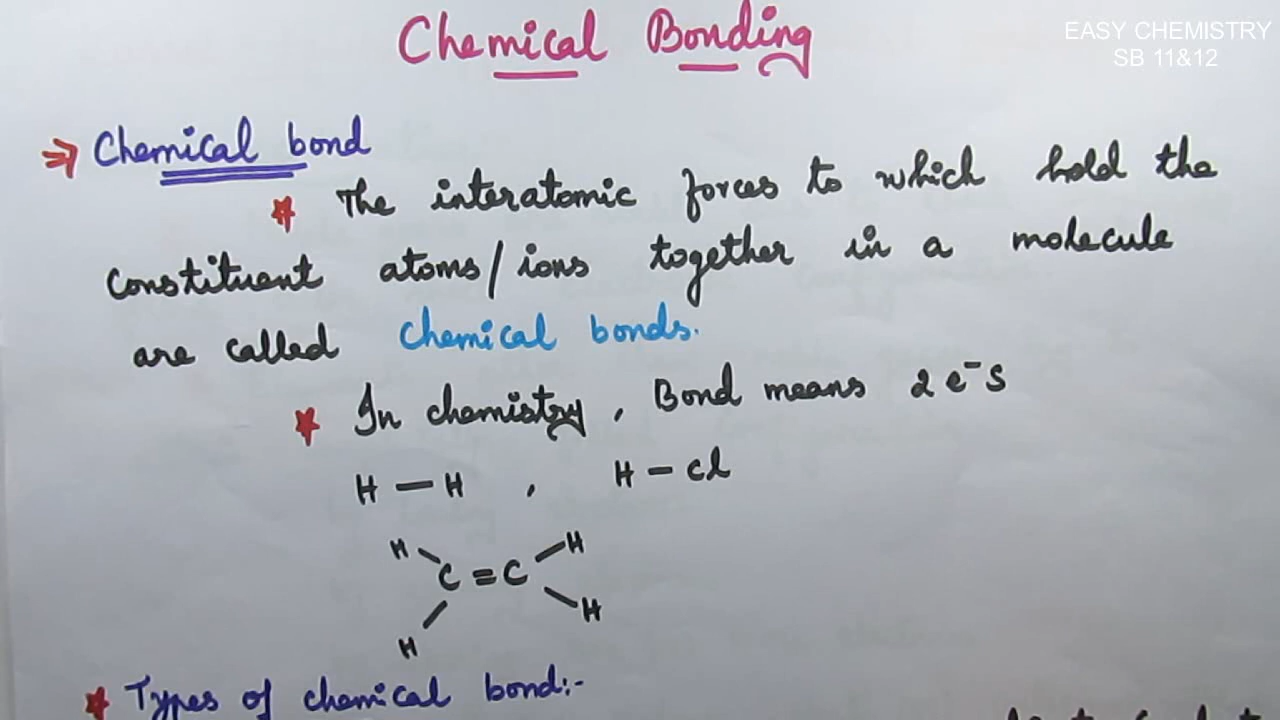 Chemical Bonding
EASY CHEMISTRY
SB 11&12
⇒ Chemical bond
★ The interatomic forces to which hold the
constituent atoms/ions together in a molecule
are called Chemical bonds.
★ In chemistry, Bond means 2e⁻s
H — H , H — Cl
H H
C = C
H
H
★ Types of chemical bond:-